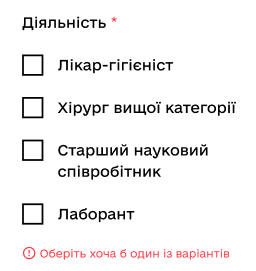 Діяльність *
Лікар-гігієніст
Хірург вищої категорії
Старший науковий
співробітник
Лаборант
Оберіть хоча б один із варіантів